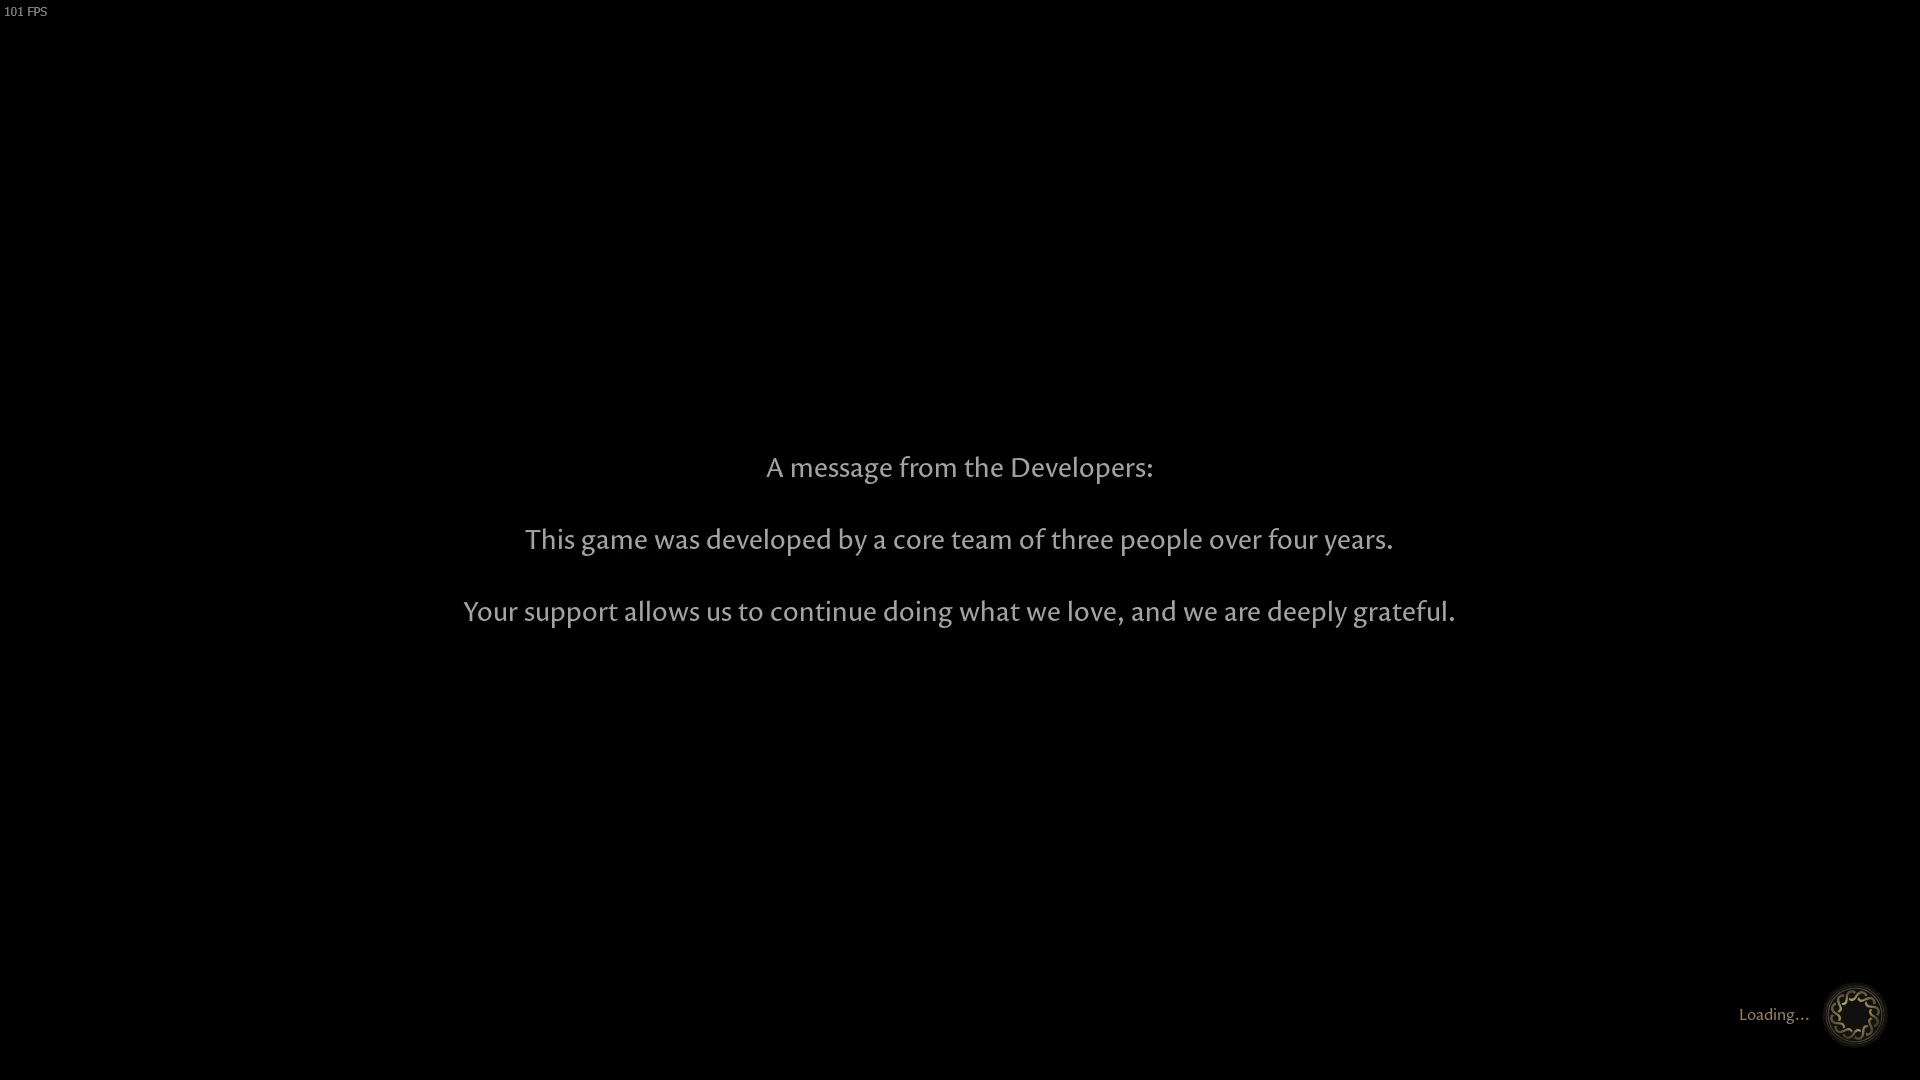 101 FPS
A message from the Developers:
This game was developed by a core team of three people over four years.
Your support allows us to continue doing what we love, and we are deeply grateful.
Loading...